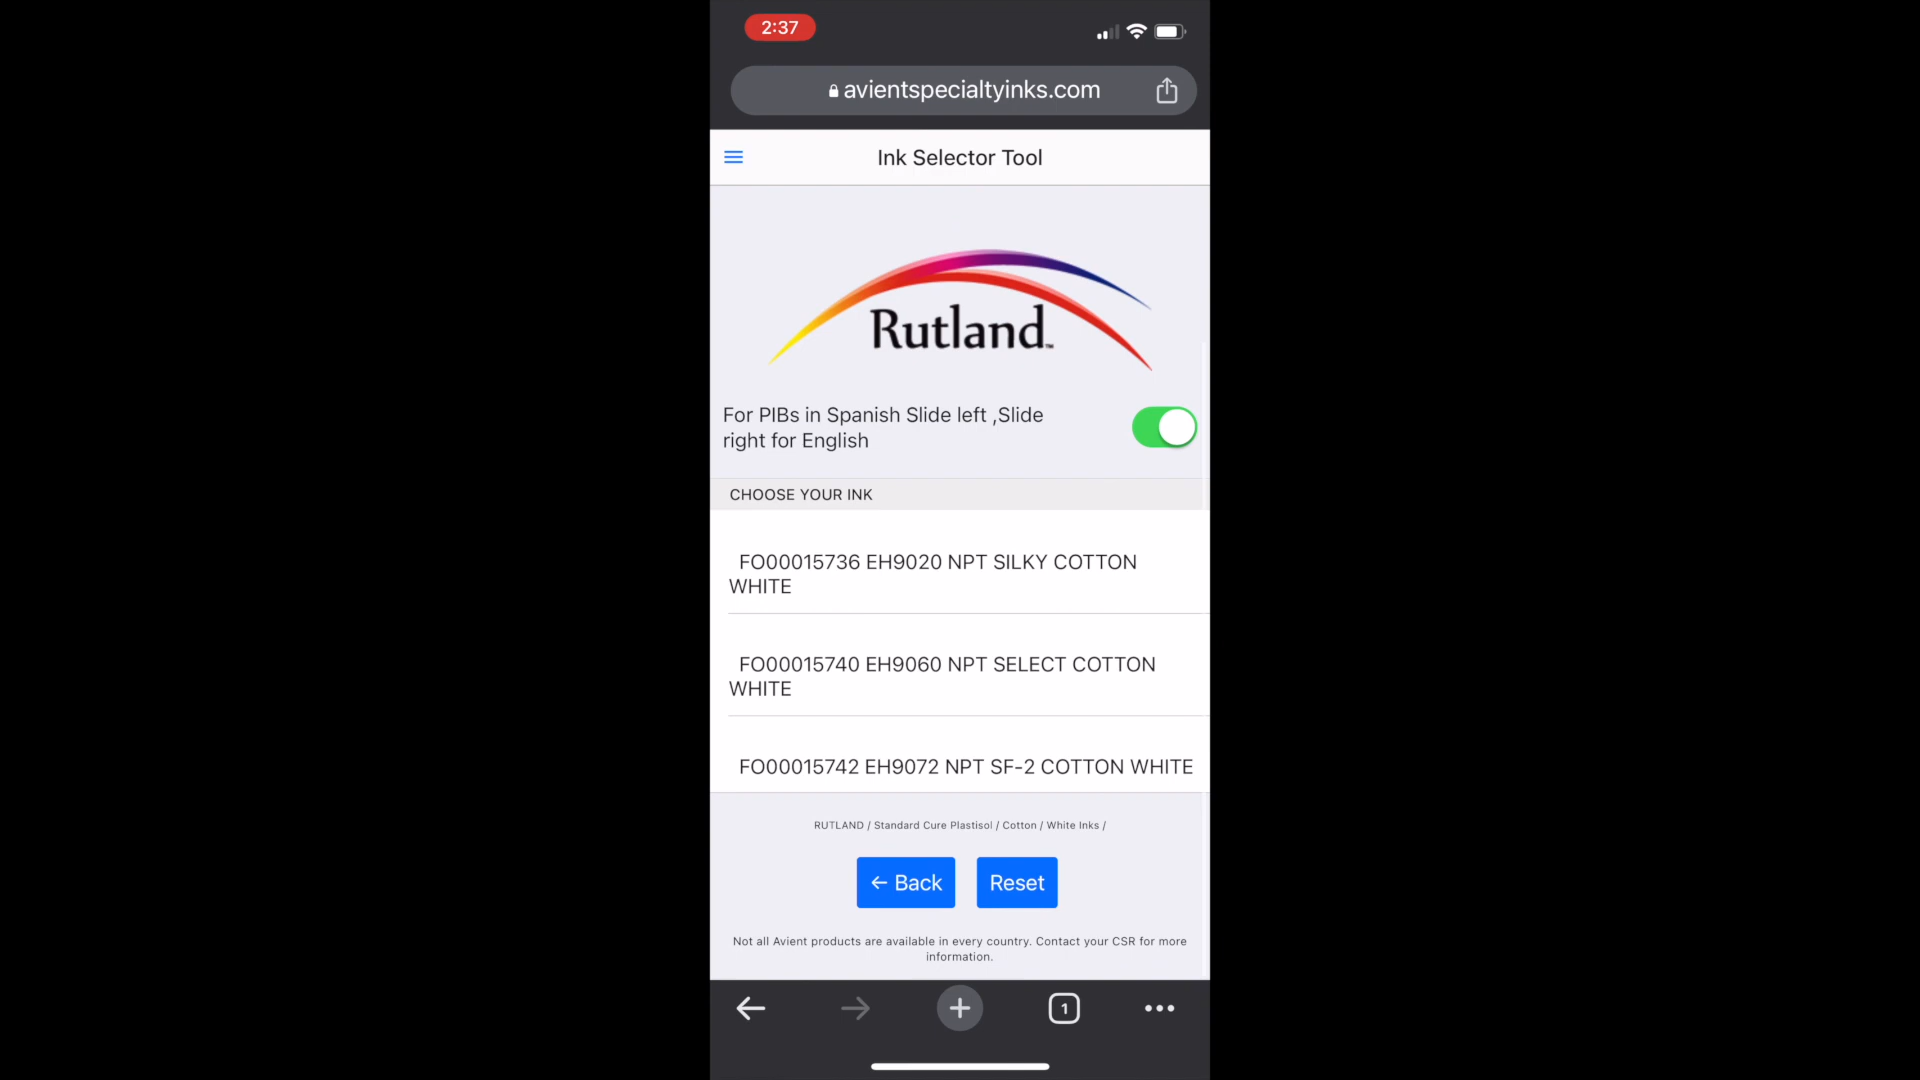 2:37
avientspecialtyinks.com
Ink Selector Tool
Rutland™
For PIBs in Spanish Slide left ,Slide
right for English
CHOOSE YOUR INK
FO00015736 EH9020 NPT SILKY COTTON
WHITE
FO00015740 EH9060 NPT SELECT COTTON
WHITE
FO00015742 EH9072 NPT SF-2 COTTON WHITE
RUTLAND / Standard Cure Plastisol / Cotton / White Inks /
← Back Reset
Not all Avient products are available in every country. Contact your CSR for more
information.
1